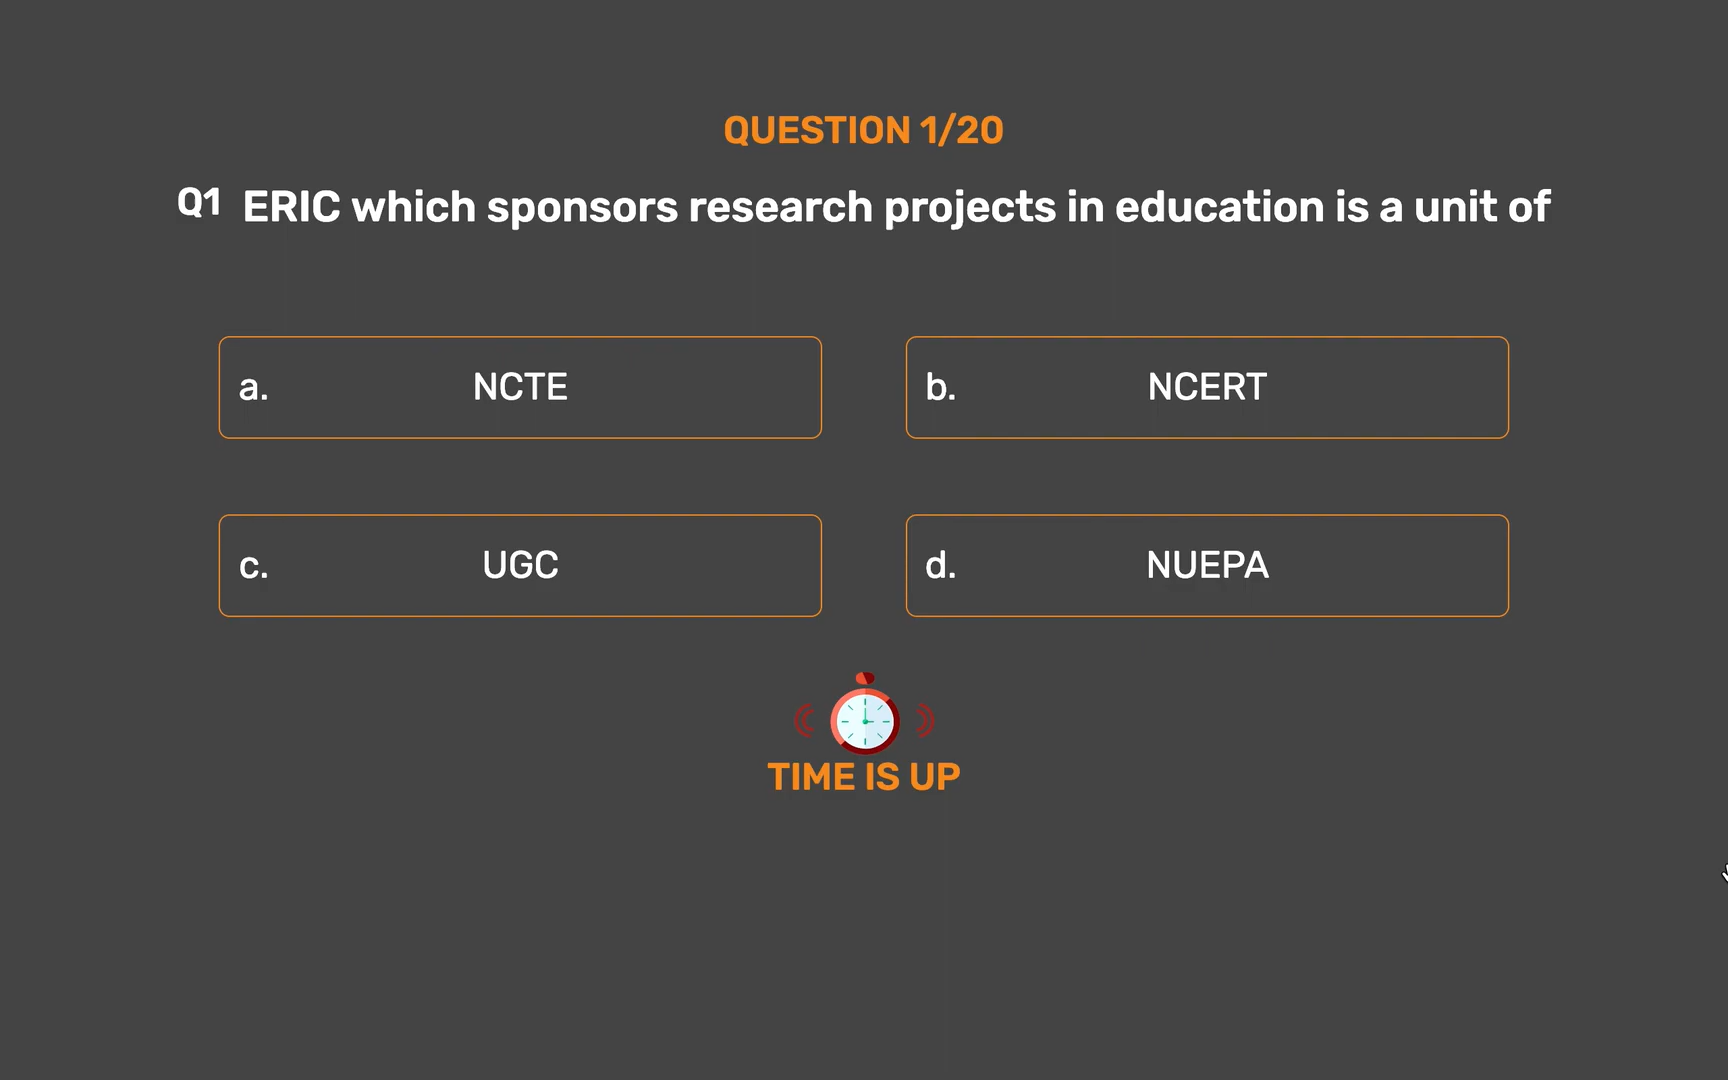 QUESTION 1/20
Q1 ERIC which sponsors research projects in education is a unit of
a. NCTE
b. NCERT
c. UGC
d. NUEPA
TIME IS UP